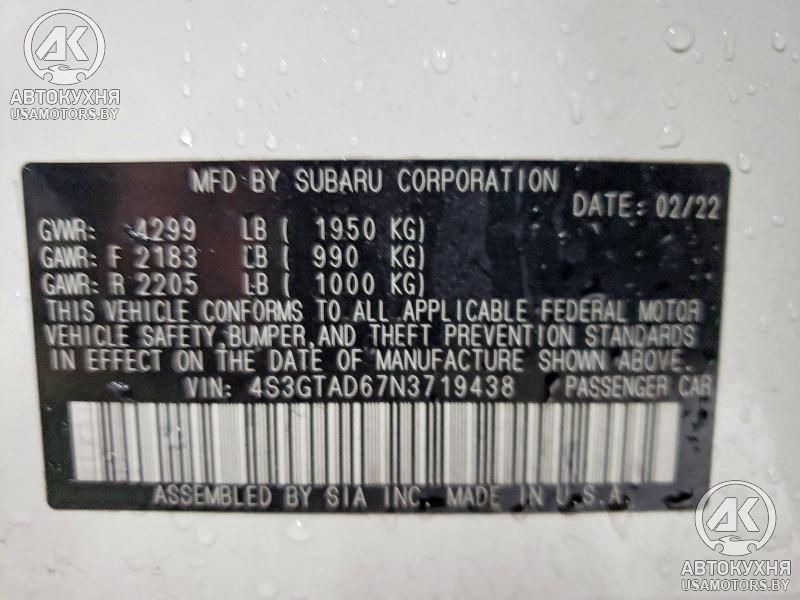 AK
АВТОКУХНЯ
USAMOTORS.BY
MFD BY SUBARU CORPORATION
DATE: 02/22
GVWR: 4299 LB ( 1950 KG)
GAWR: F 2183 LB ( 990 KG)
GAWR: R 2205 LB ( 1000 KG)
THIS VEHICLE CONFORMS TO ALL APPLICABLE FEDERAL MOTOR
VEHICLE SAFETY, BUMPER, AND THEFT PREVENTION STANDARDS
IN EFFECT ON THE DATE OF MANUFACTURE SHOWN ABOVE.
VIN: 4S3GTAD67N3719438 PASSENGER CAR
ASSEMBLED BY SIA INC. MADE IN U.S.A.
AK
АВТОКУХНЯ
USAMOTORS.BY